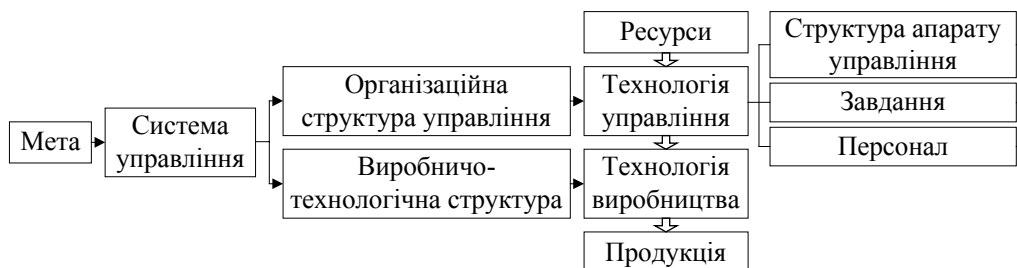 Мета
Система
управління
Організаційна
структура управління
Виробничо-
технологічна структура
Ресурси
Технологія
управління
Технологія
виробництва
Продукція
Структура апарату
управління
Завдання
Персонал